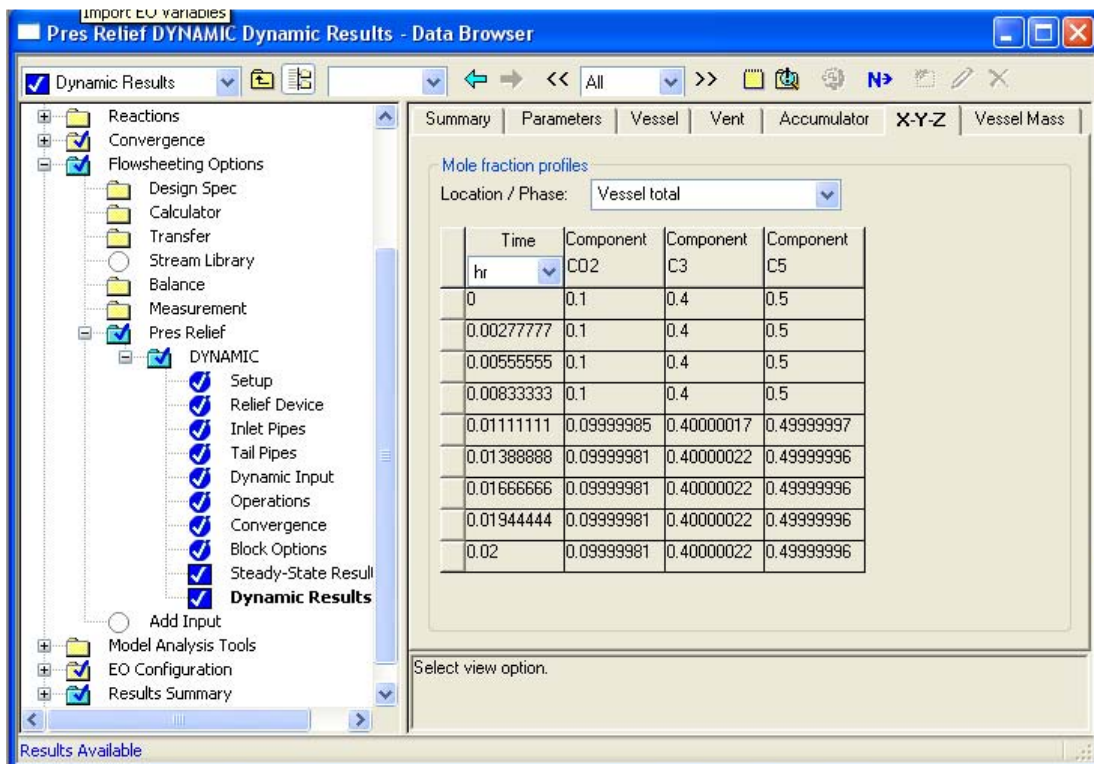 Import EO Variables
Pres Relief DYNAMIC Dynamic Results - Data Browser
Dynamic Results << All >> N>
Reactions
Convergence
Flowsheeting Options
Design Spec
Calculator
Transfer
Stream Library
Balance
Measurement
Pres Relief
DYNAMIC
Setup
Relief Device
Inlet Pipes
Tail Pipes
Dynamic Input
Operations
Convergence
Block Options
Steady-State Resul
Dynamic Results
Add Input
Model Analysis Tools
EO Configuration
Results Summary
Summary Parameters Vessel Vent Accumulator X-Y-Z Vessel Mass
Mole fraction profiles
Location / Phase: Vessel total
Time Component Component Component
hr CO2 C3 C5
0 0.1 0.4 0.5
0.00277777 0.1 0.4 0.5
0.00555555 0.1 0.4 0.5
0.00833333 0.1 0.4 0.5
0.01111111 0.09999985 0.40000017 0.49999997
0.01388888 0.09999981 0.40000022 0.49999996
0.01666666 0.09999981 0.40000022 0.49999996
0.01944444 0.09999981 0.40000022 0.49999996
0.02 0.09999981 0.40000022 0.49999996
Select view option.
Results Available